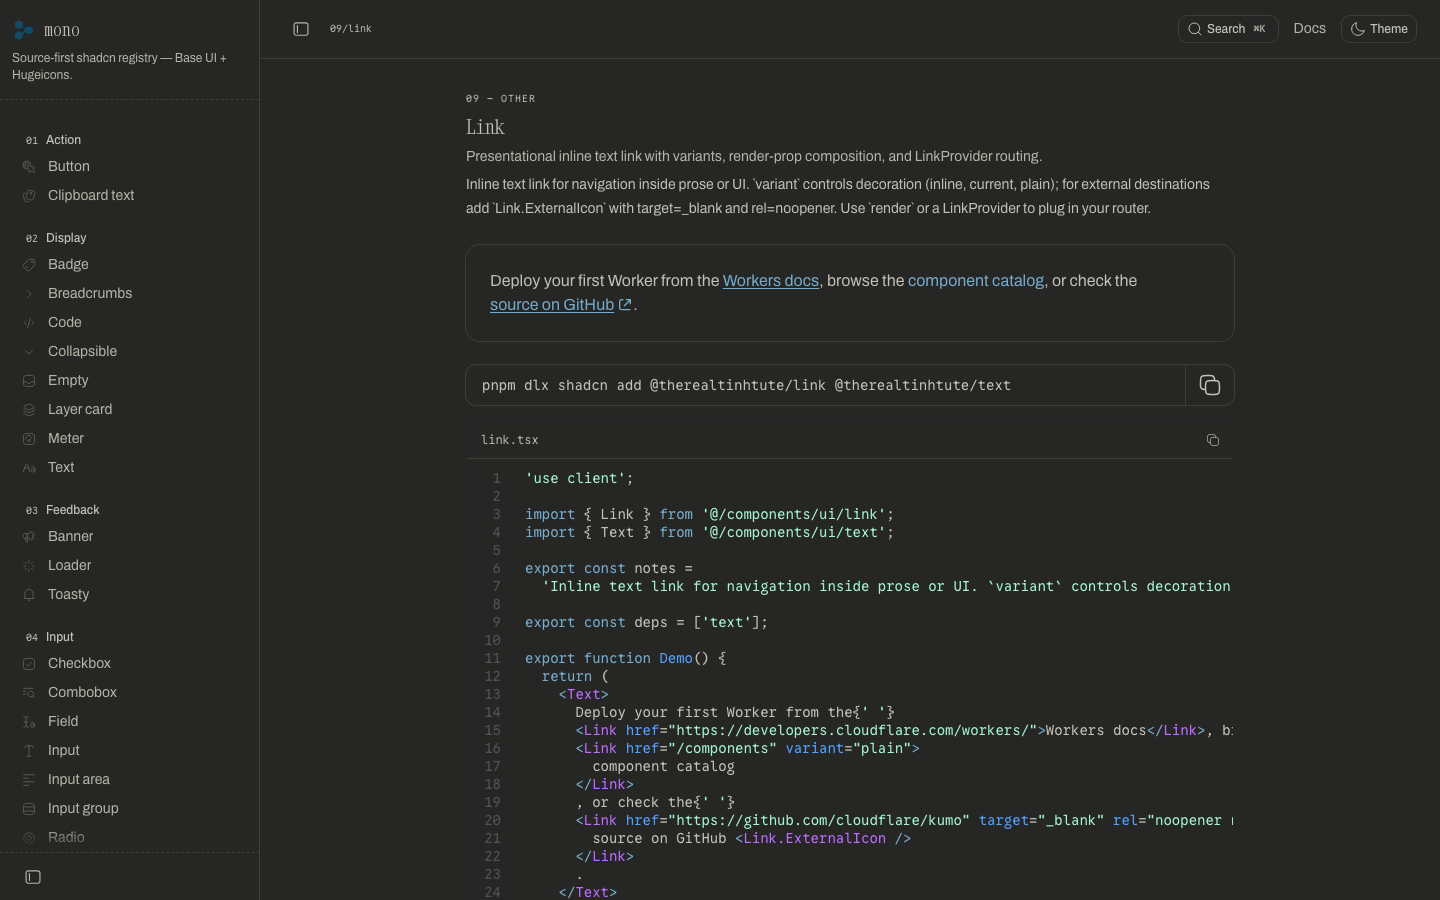 mono
Source-first shadcn registry — Base UI +
Hugeicons.
01 Action
Button
Clipboard text
02 Display
Badge
Breadcrumbs
Code
Collapsible
Empty
Layer card
Meter
Text
03 Feedback
Banner
Loader
Toasty
04 Input
Checkbox
Combobox
Field
Input
Input area
Input group
Radio
09/link
Search ⌘K
Docs
Theme
09 — OTHER
Link
Presentational inline text link with variants, render-prop composition, and LinkProvider routing.
Inline text link for navigation inside prose or UI. `variant` controls decoration (inline, current, plain); for external destinations
add `Link.ExternalIcon` with target=_blank and rel=noopener. Use `render` or a LinkProvider to plug in your router.
Deploy your first Worker from the Workers docs, browse the component catalog, or check the
source on GitHub .
pnpm dlx shadcn add @therealtinhtute/link @therealtinhtute/text
link.tsx
1 'use client';
2
3 import { Link } from '@/components/ui/link';
4 import { Text } from '@/components/ui/text';
5
6 export const notes =
7 'Inline text link for navigation inside prose or UI. `variant` controls decoration
8
9 export const deps = ['text'];
10
11 export function Demo() {
12 return (
13 <Text>
14 Deploy your first Worker from the{' '}
15 <Link href="https://developers.cloudflare.com/workers/">Workers docs</Link>, b
16 <Link href="/components" variant="plain">
17 component catalog
18 </Link>
19 , or check the{' '}
20 <Link href="https://github.com/cloudflare/kumo" target="_blank" rel="noopener
21 source on GitHub <Link.ExternalIcon />
22 </Link>
23 .
24 </Text>